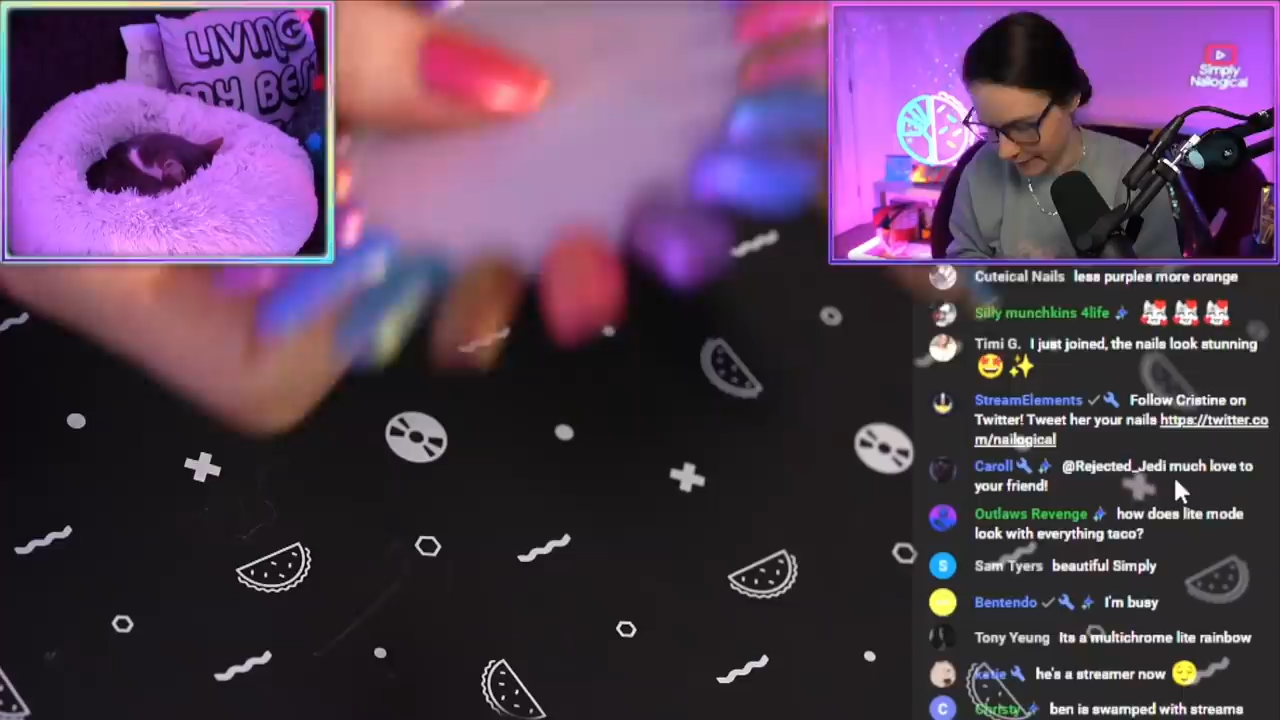 LIVING
MY BES
Simply
Nailogical
Cuteical Nails less purples more orange
Silly munchkins 4life
Timi G. I just joined, the nails look stunning
StreamElements Follow Cristine on
Twitter! Tweet her your nails https://twitter.co
m/nailogical
Caroll @Rejected_Jedi much love to
your friend!
Outlaws Revenge how does lite mode
look with everything taco?
S Sam Tyers beautiful Simply
Bentendo I'm busy
Tony Yeung Its a multichrome lite rainbow
katie he's a streamer now
C Christy ben is swamped with streams